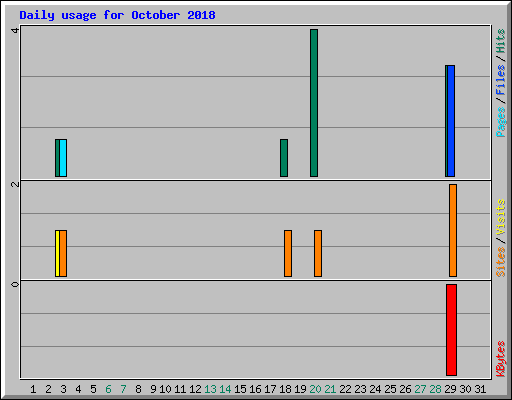 Daily usage for October 2018
4
2
0
Pages/Files/Hits
Sites/Visits
KBytes
1 2 3 4 5 6 7 8 9 10 11 12 13 14 15 16 17 18 19 20 21 22 23 24 25 26 27 28 29 30 31